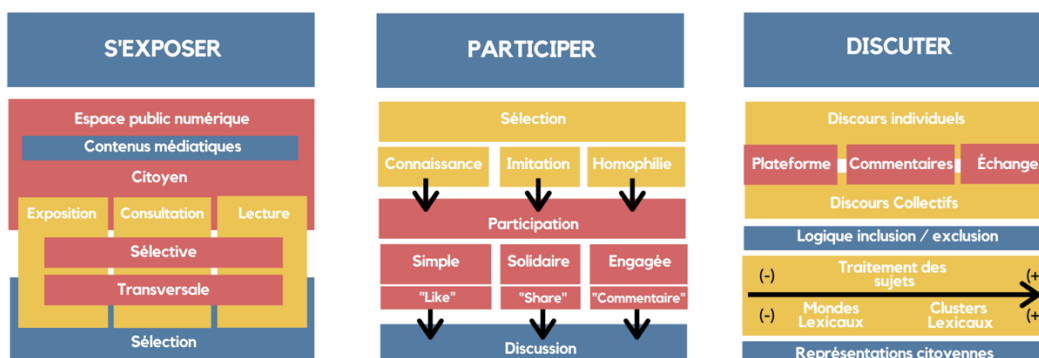 S'EXPOSER
Espace public numérique
Contenus médiatiques
Citoyen
Exposition
Consultation
Lecture
Sélective
Transversale
Sélection
PARTICIPER
Sélection
Connaissance
Imitation
Homophilie
Participation
Simple
Solidaire
Engagée
"Like"
"Share"
"Commentaire"
Discussion
DISCUTER
Discours individuels
Plateforme
Commentaires
Échange
Discours Collectifs
Logique inclusion / exclusion
(-)
Traitement des
sujets
(+
(-)
Mondes
Lexicaux
Clusters
Lexicaux
(+
Représentations citoyennes